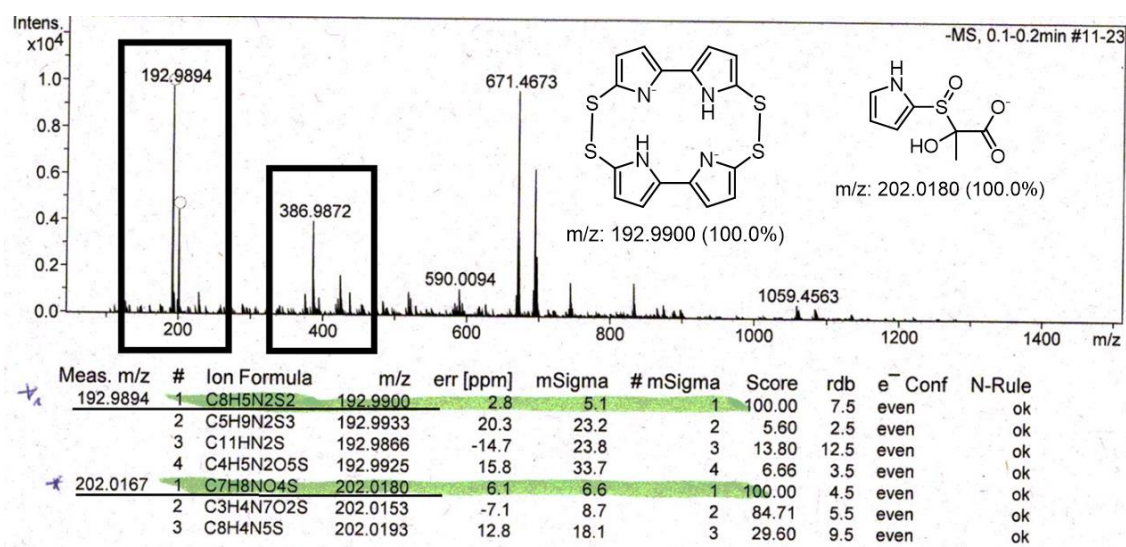 Intens.
x10⁴
-MS, 0.1-0.2min #11-23
1.0
0.8
0.6
0.4
0.2
0.0
192.9894
386.9872
590.0094
671.4673
1059.4563
200
400
600
800
1000
1200
1400
m/z
N⁻
NH
S
S
S
S
H
N
N
m/z: 192.9900 (100.0%)
H
N
O
S
O⁻
HO
O
m/z: 202.0180 (100.0%)
Meas. m/z # Ion Formula m/z err [ppm] mSigma # mSigma Score rdb e⁻ Conf N-Rule
192.9894 1 C8H5N2S2 192.9900 2.8 5.1 1 100.00 7.5 even ok
2 C5H9N2S3 192.9933 20.3 23.2 2 5.60 2.5 even ok
3 C11HN2S 192.9866 -14.7 23.8 3 13.80 12.5 even ok
4 C4H5N2O5S 192.9925 15.8 33.7 4 6.66 3.5 even ok
202.0167 1 C7H8NO4S 202.0180 6.1 6.6 1 100.00 4.5 even ok
2 C3H4N7O2S 202.0153 -7.1 8.7 2 84.71 5.5 even ok
3 C8H4N5S 202.0193 12.8 18.1 3 29.60 9.5 even ok